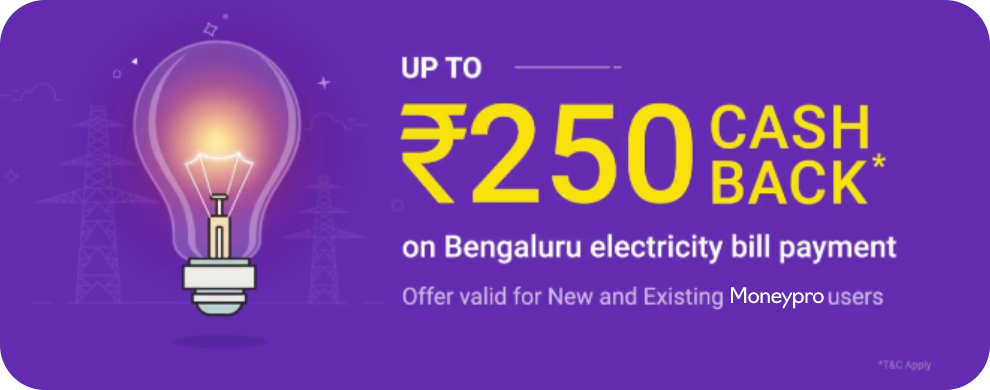 UP TO
₹250 CASH
BACK*
on Bengaluru electricity bill payment
Offer valid for New and Existing Moneypro users
*T&C Apply